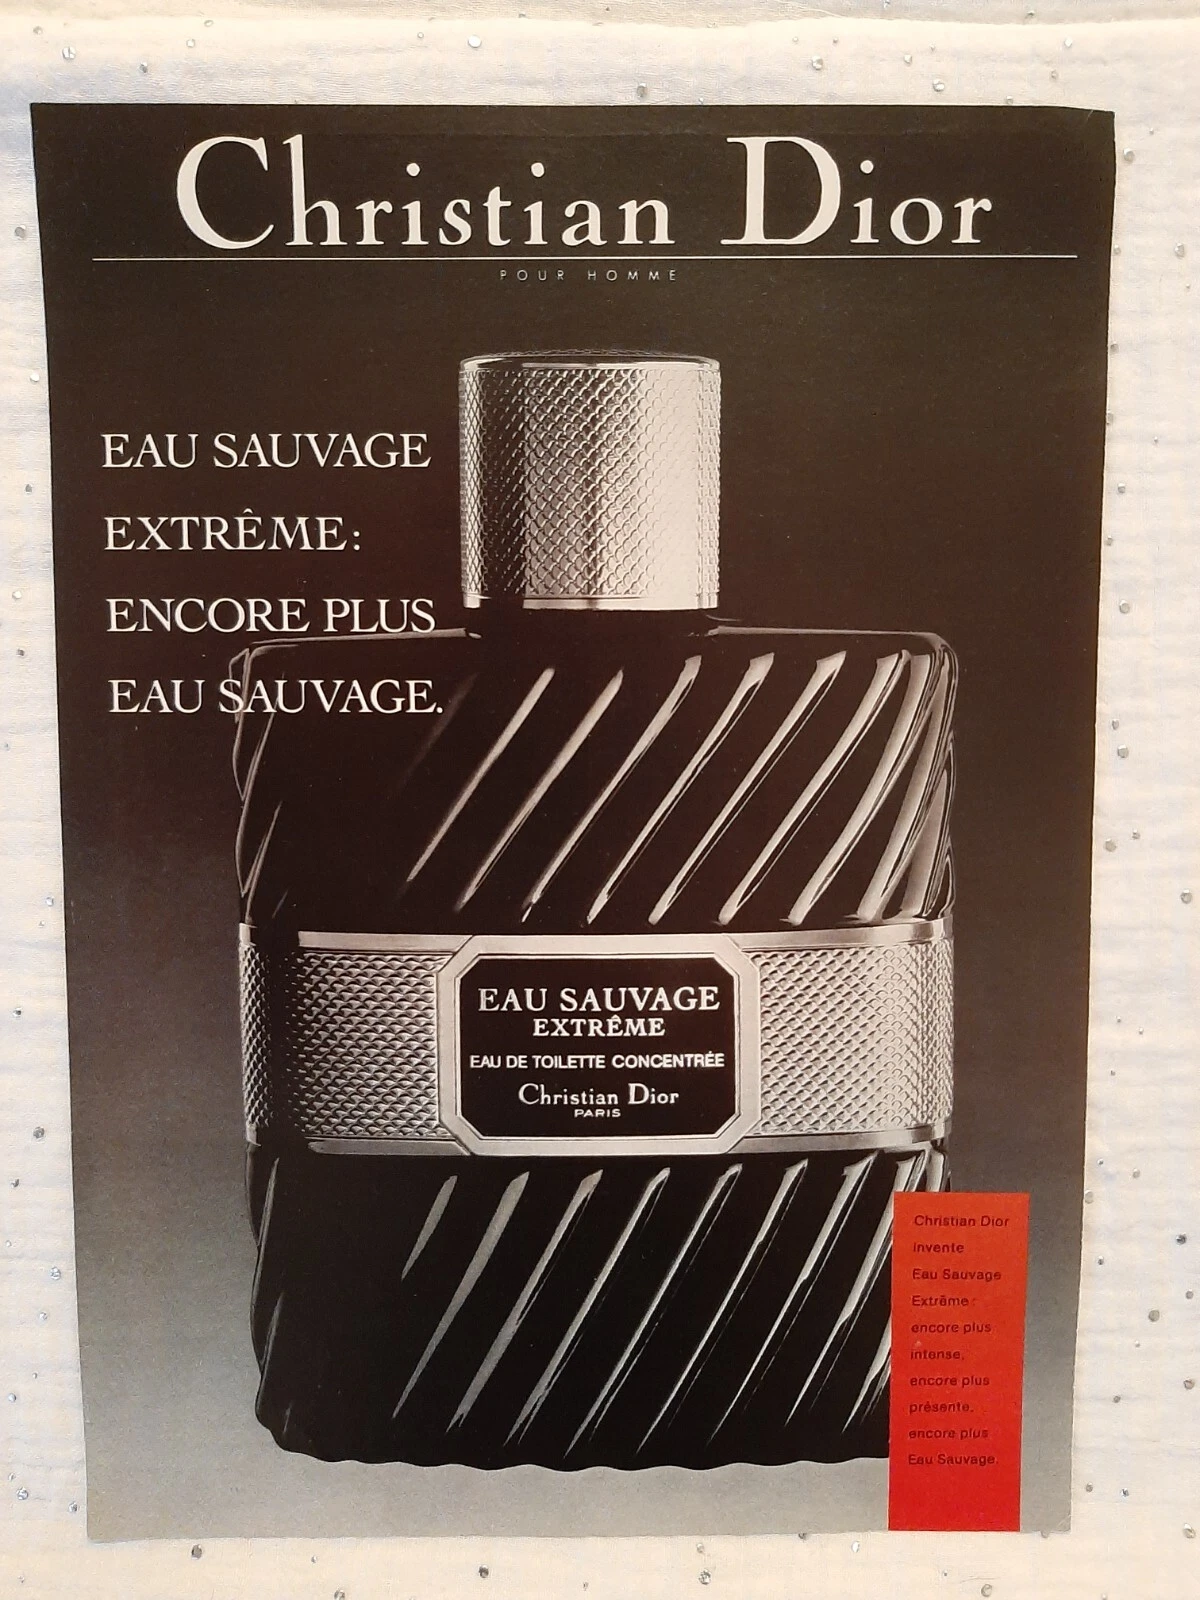 Christian Dior
POUR HOMME
EAU SAUVAGE
EXTRÊME:
ENCORE PLUS
EAU SAUVAGE.
EAU SAUVAGE
EXTRÊME
EAU DE TOILETTE CONCENTRÉE
Christian Dior
PARIS
Christian Dior
invente
Eau Sauvage
Extrême :
encore plus
intense,
encore plus
présente,
encore plus
Eau Sauvage.